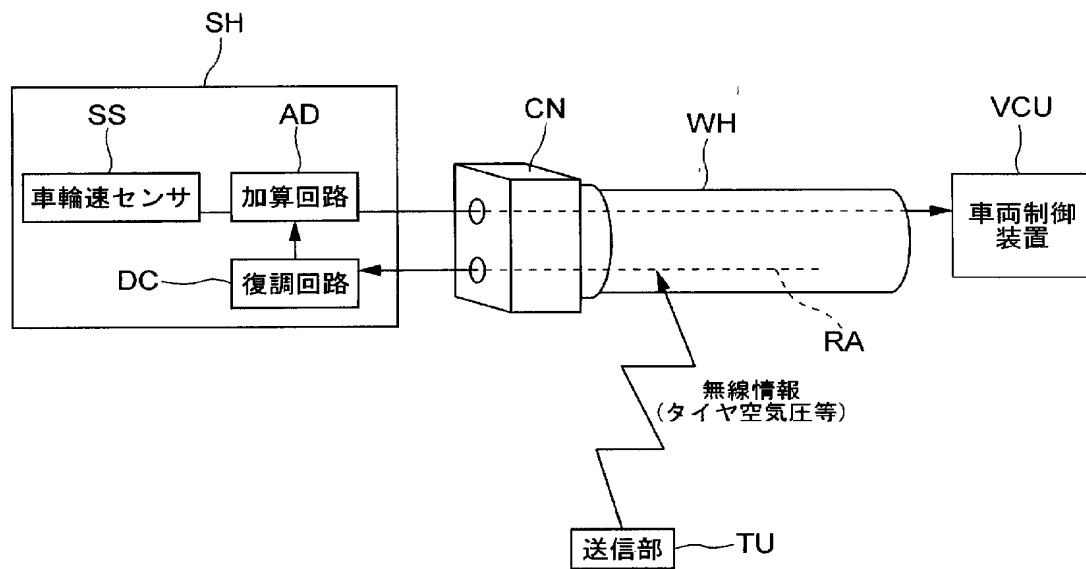 SH
SS
AD
CN
WH
VCU
車輪速センサ
加算回路
車両制御
装置
DC
復調回路
RA
無線情報
(タイヤ空気圧等)
送信部
TU